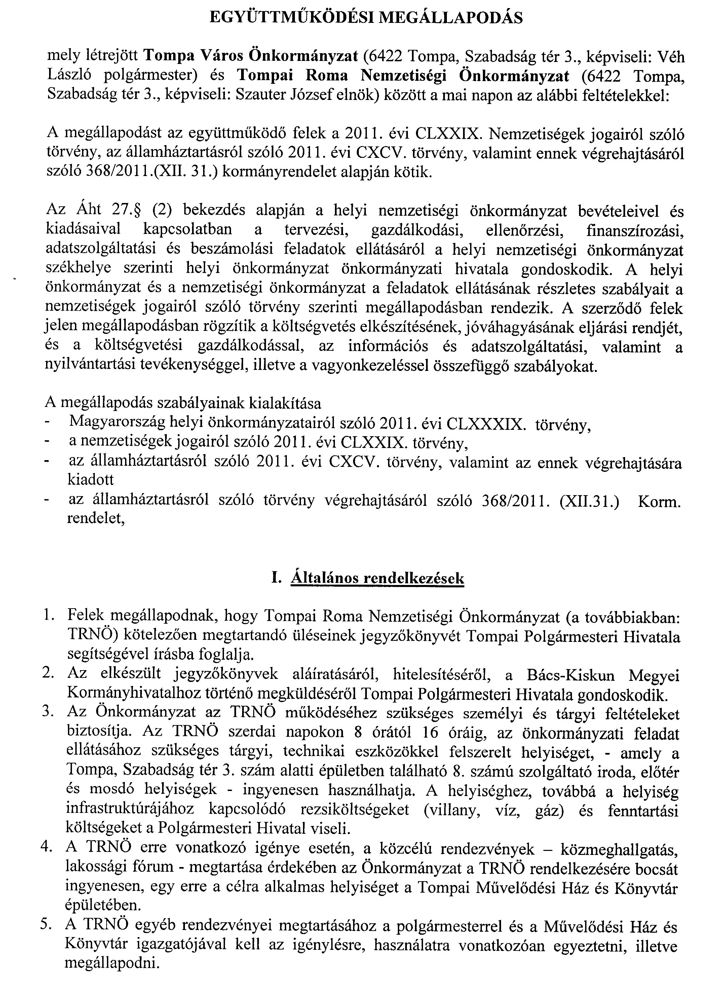 EGYÜTTMŰKÖDÉSI MEGÁLLAPODÁS
mely létrejött Tompa Város Önkormányzat (6422 Tompa, Szabadság tér 3., képviseli: Véh
László polgármester) és Tompai Roma Nemzetiségi Önkormányzat (6422 Tompa,
Szabadság tér 3., képviseli: Szauter József elnök) között a mai napon az alábbi feltételekkel:
A megállapodást az együttműködő felek a 2011. évi CLXXIX. Nemzetiségek jogairól szóló
törvény, az államháztartásról szóló 2011. évi CXCV. törvény, valamint ennek végrehajtásáról
szóló 368/2011.(XII. 31.) kormányrendelet alapján kötik.
Az Áht 27.§ (2) bekezdés alapján a helyi nemzetiségi önkormányzat bevételeivel és
kiadásaival kapcsolatban a tervezési, gazdálkodási, ellenőrzési, finanszírozási,
adatszolgáltatási és beszámolási feladatok ellátásáról a helyi nemzetiségi önkormányzat
székhelye szerinti helyi önkormányzat önkormányzati hivatala gondoskodik. A helyi
önkormányzat és a nemzetiségi önkormányzat a feladatok ellátásának részletes szabályait a
nemzetiségek jogairól szóló törvény szerinti megállapodásban rendezik. A szerződő felek
jelen megállapodásban rögzítik a költségvetés elkészítésének, jóváhagyásának eljárási rendjét,
és a költségvetési gazdálkodással, az információs és adatszolgáltatási, valamint a
nyilvántartási tevékenységgel, illetve a vagyonkezeléssel összefüggő szabályokat.
A megállapodás szabályainak kialakítása
- Magyarország helyi önkormányzatairól szóló 2011. évi CLXXXIX. törvény,
- a nemzetiségek jogairól szóló 2011. évi CLXXIX. törvény,
- az államháztartásról szóló 2011. évi CXCV. törvény, valamint az ennek végrehajtására
kiadott
- az államháztartásról szóló törvény végrehajtásáról szóló 368/2011. (XII.31.) Korm.
rendelet,
I. Általános rendelkezések
1. Felek megállapodnak, hogy Tompai Roma Nemzetiségi Önkormányzat (a továbbiakban:
TRNÖ) kötelezően megtartandó üléseinek jegyzőkönyvét Tompai Polgármesteri Hivatala
segítségével írásba foglalja.
2. Az elkészült jegyzőkönyvek aláíratásáról, hitelesítéséről, a Bács-Kiskun Megyei
Kormányhivatalhoz történő megküldéséről Tompai Polgármesteri Hivatala gondoskodik.
3. Az Önkormányzat az TRNÖ működéséhez szükséges személyi és tárgyi feltételeket
biztosítja. Az TRNÖ szerdai napokon 8 órától 16 óráig, az önkormányzati feladat
ellátásához szükséges tárgyi, technikai eszközökkel felszerelt helyiséget, - amely a
Tompa, Szabadság tér 3. szám alatti épületben található 8. számú szolgáltató iroda, előtér
és mosdó helyiségek - ingyenesen használhatja. A helyiséghez, továbbá a helyiség
infrastruktúrájához kapcsolódó rezsiköltségeket (villany, víz, gáz) és fenntartási
költségeket a Polgármesteri Hivatal viseli.
4. A TRNÖ erre vonatkozó igénye esetén, a közcélú rendezvények – közmeghallgatás,
lakossági fórum - megtartása érdekében az Önkormányzat a TRNÖ rendelkezésére bocsát
ingyenesen, egy erre a célra alkalmas helyiséget a Tompai Művelődési Ház és Könyvtár
épületében.
5. A TRNÖ egyéb rendezvényei megtartásához a polgármesterrel és a Művelődési Ház és
Könyvtár igazgatójával kell az igénylésre, használatra vonatkozóan egyeztetni, illetve
megállapodni.